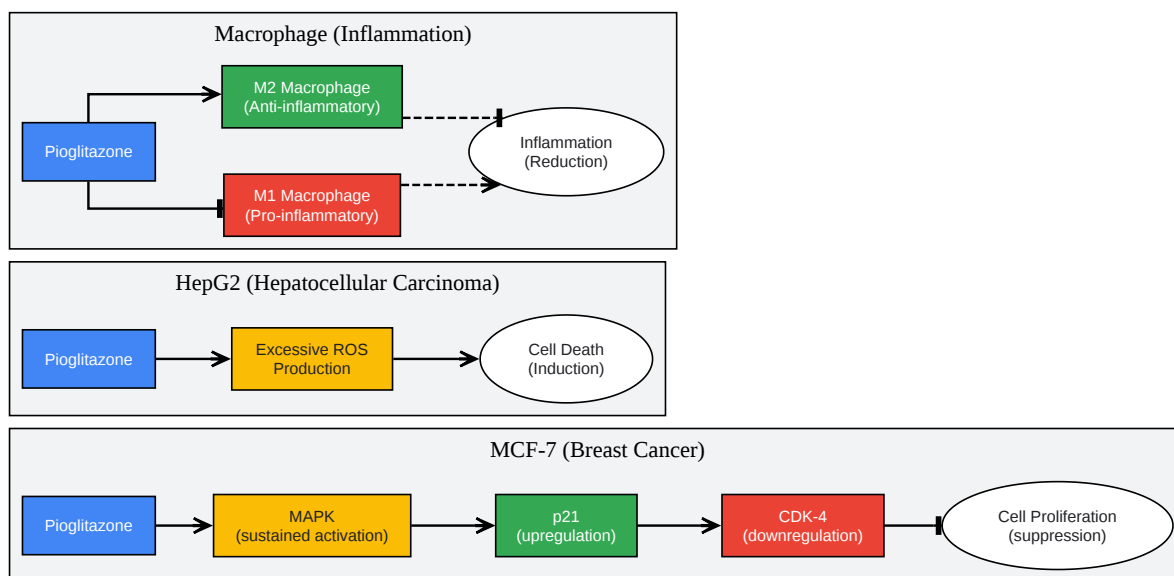 Macrophage (Inflammation)
M2 Macrophage
(Anti-inflammatory)
Pioglitazone
Inflammation
(Reduction)
M1 Macrophage
(Pro-inflammatory)
HepG2 (Hepatocellular Carcinoma)
Pioglitazone
Excessive ROS
Production
Cell Death
(Induction)
MCF-7 (Breast Cancer)
Pioglitazone
MAPK
(sustained activation)
p21
(upregulation)
CDK-4
(downregulation)
Cell Proliferation
(suppression)